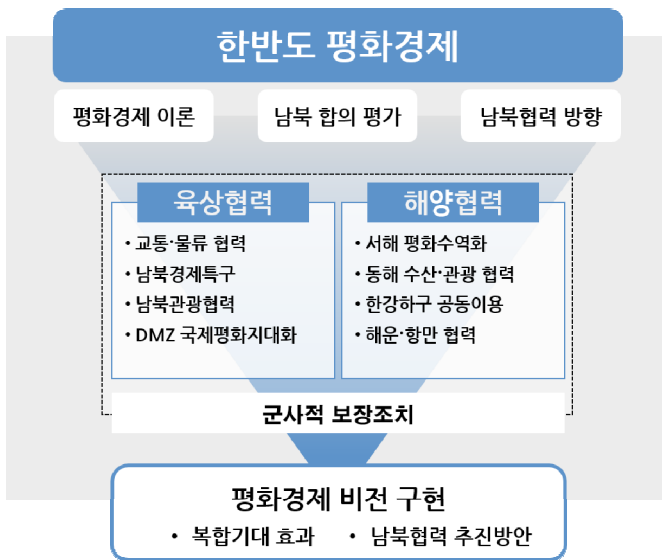 한반도 평화경제
평화경제 이론
남북 합의 평가
남북협력 방향
육상협력
• 교통·물류 협력
• 남북경제특구
• 남북관광협력
• DMZ 국제평화지대화
해양협력
• 서해 평화수역화
• 동해 수산·관광 협력
• 한강하구 공동이용
• 해운·항만 협력
군사적 보장조치
평화경제 비전 구현
• 복합기대 효과 • 남북협력 추진방안